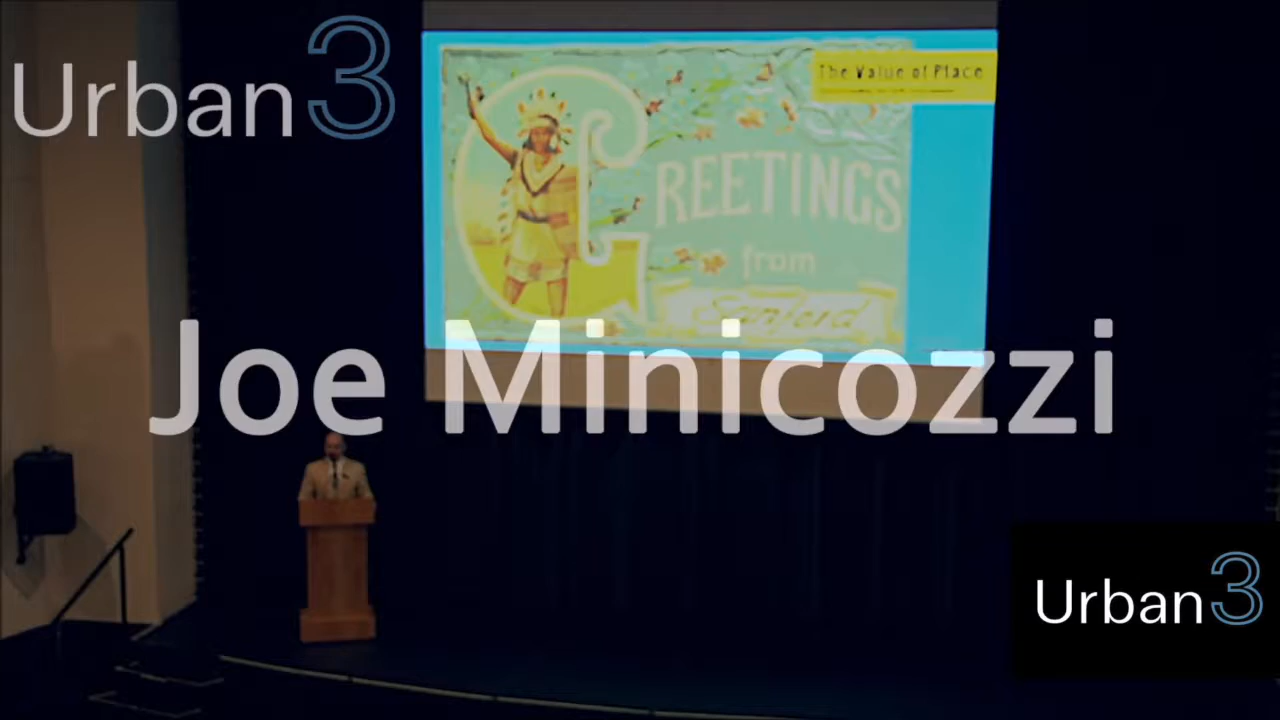 Urban3
The Value of Place
GREETINGS
from
Sanford
Joe Minicozzi
Urban3